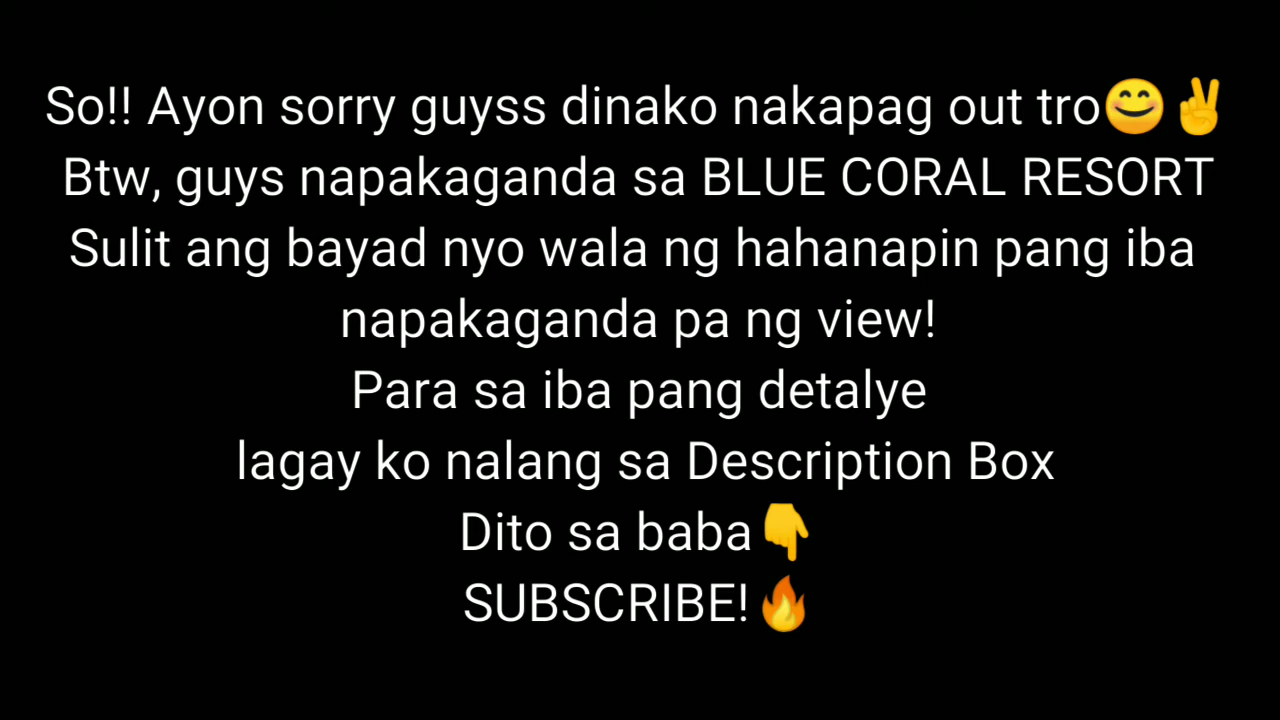 So!! Ayon sorry guyss dinako nakapag out tro😊✌
Btw, guys napakaganda sa BLUE CORAL RESORT
Sulit ang bayad nyo wala ng hahanapin pang iba
napakaganda pa ng view!
Para sa iba pang detalye
lagay ko nalang sa Description Box
Dito sa baba👇
SUBSCRIBE!🔥